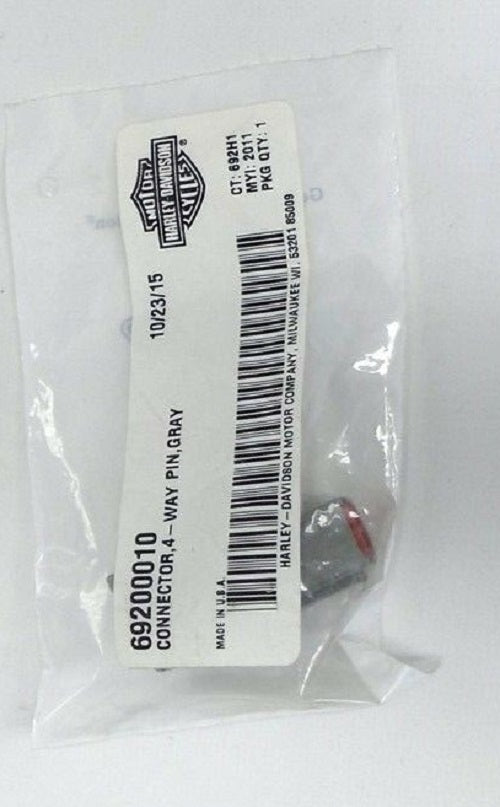 MOTOR
HARLEY-DAVIDSON
CYCLES
®
CT: 692H1
MYI: 2011
PKG QTY: 1
10/23/15
69200010
CONNECTOR,4-WAY PIN,GRAY
MADE IN U.S.A.
HARLEY-DAVIDSON MOTOR COMPANY, MILWAUKEE WI. 53201 85009